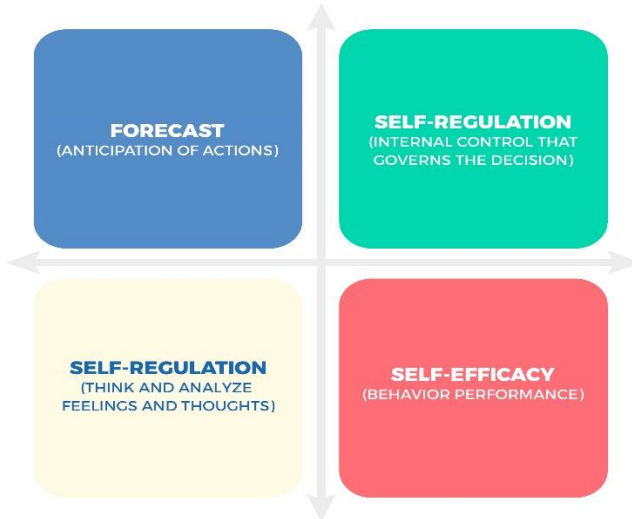 FORECAST
(ANTICIPATION OF ACTIONS)
SELF-REGULATION
(INTERNAL CONTROL THAT
GOVERNS THE DECISION)
SELF-REGULATION
(THINK AND ANALYZE
FEELINGS AND THOUGHTS)
SELF-EFFICACY
(BEHAVIOR PERFORMANCE)